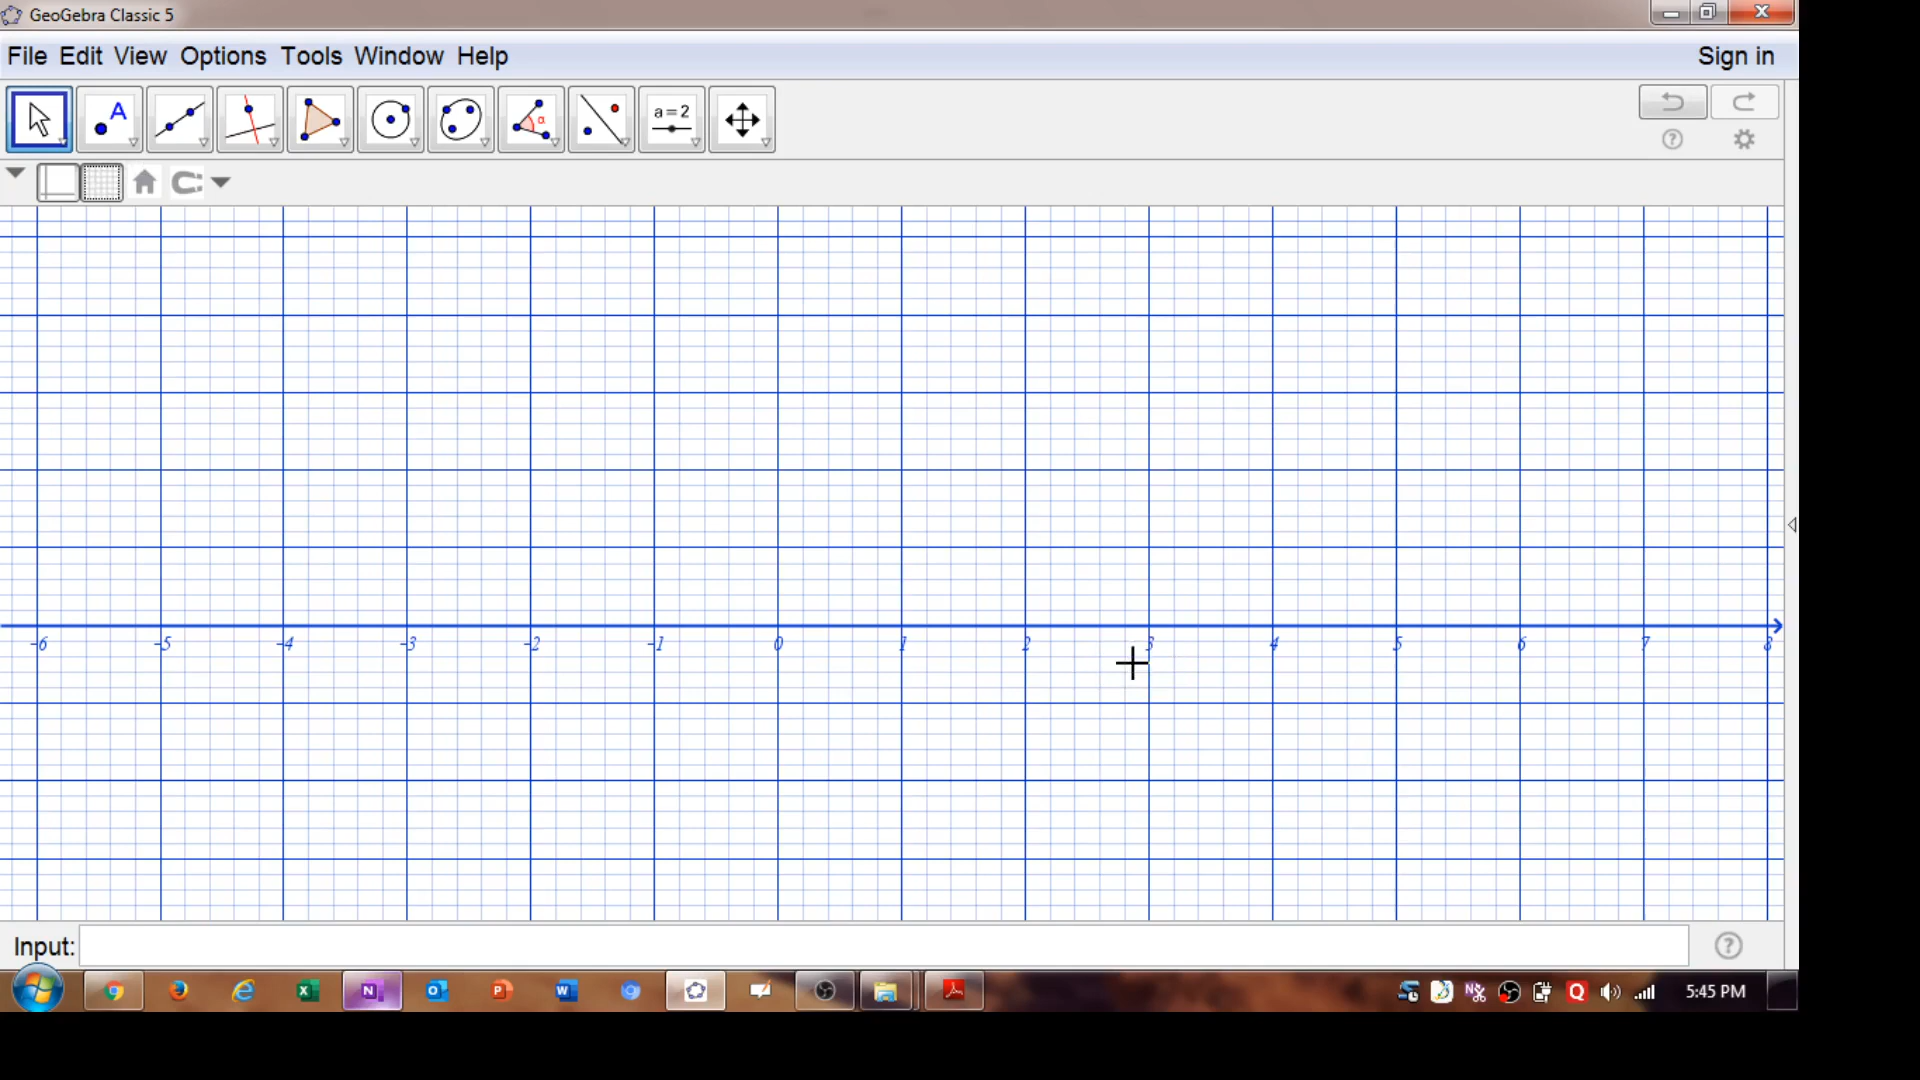 GeoGebra Classic 5
File Edit View Options Tools Window Help Sign in
A α a=2
-6 -5 -4 -3 -2 -1 0 1 2 3 4 5 6 7 8
Input:
5:45 PM